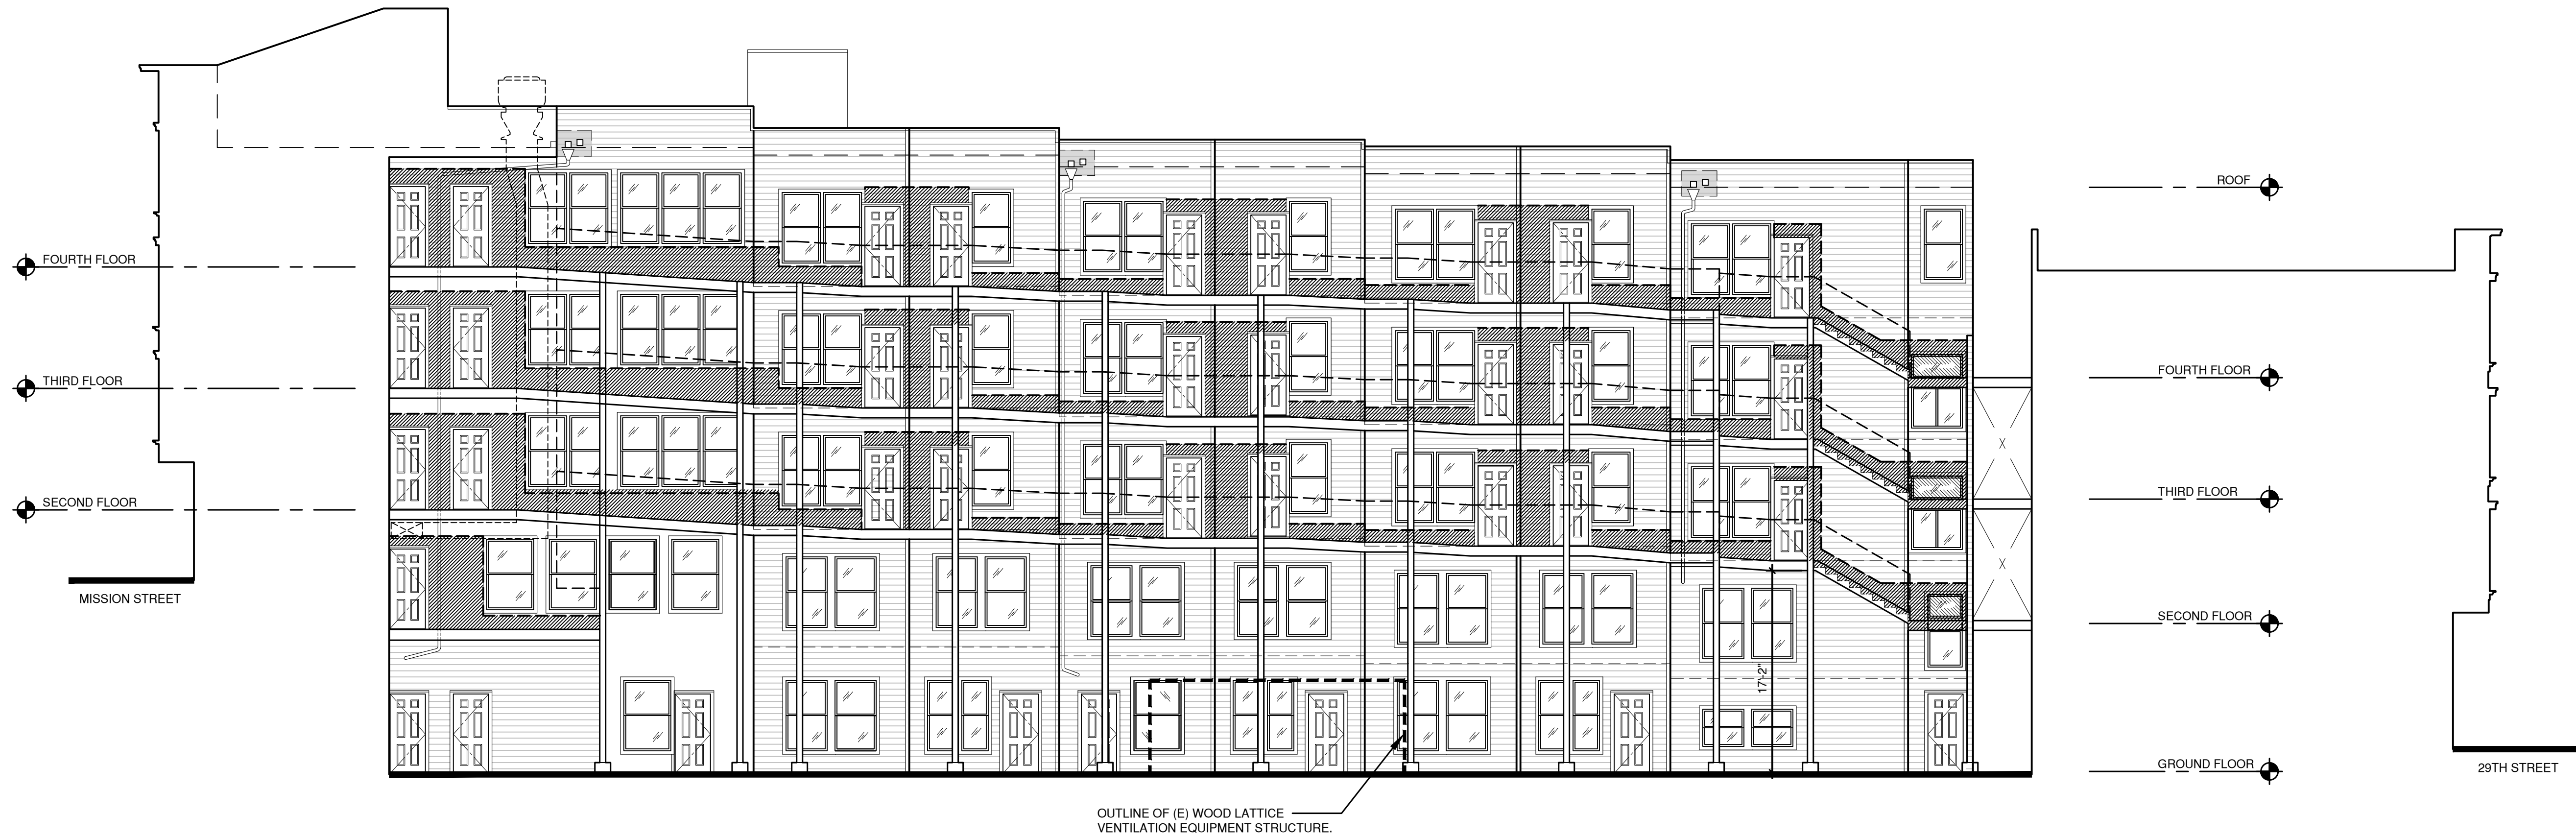 ROOF
FOURTH FLOOR
FOURTH FLOOR
THIRD FLOOR
THIRD FLOOR
SECOND FLOOR
MISSION STREET
SECOND FLOOR
17'-2"
GROUND FLOOR
29TH STREET
OUTLINE OF (E) WOOD LATTICE
VENTILATION EQUIPMENT STRUCTURE.